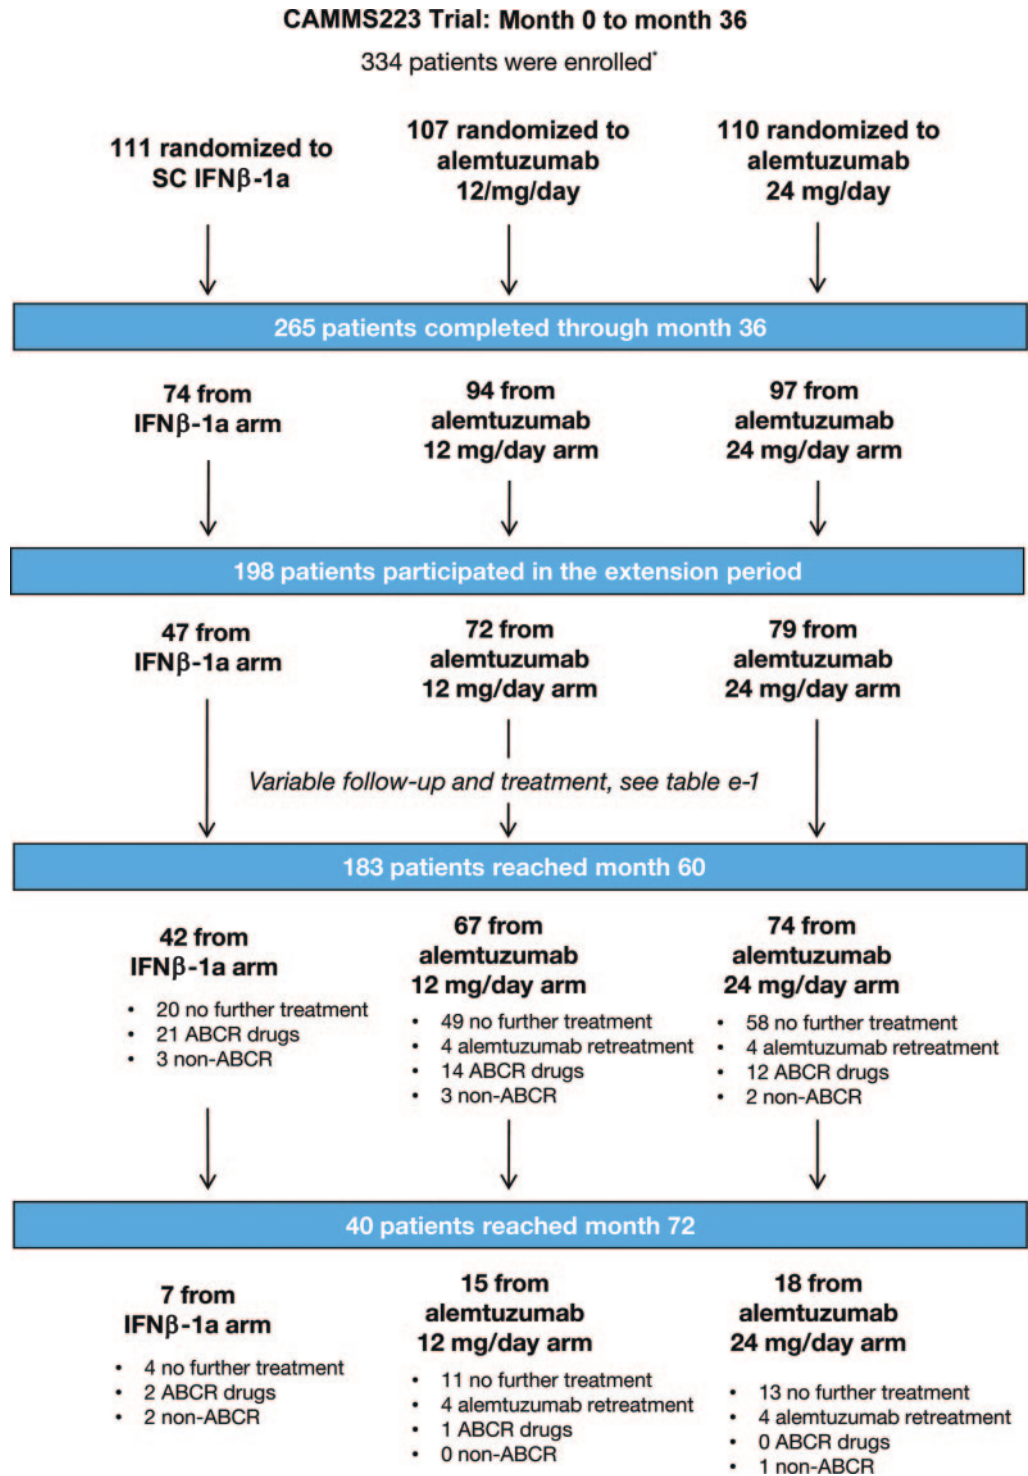 CAMMS223 Trial: Month 0 to month 36
334 patients were enrolled*
111 randomized to
SC IFNβ-1a
107 randomized to
alemtuzumab
12/mg/day
110 randomized to
alemtuzumab
24 mg/day
265 patients completed through month 36
74 from
IFNβ-1a arm
94 from
alemtuzumab
12 mg/day arm
97 from
alemtuzumab
24 mg/day arm
198 patients participated in the extension period
47 from
IFNβ-1a arm
72 from
alemtuzumab
12 mg/day arm
79 from
alemtuzumab
24 mg/day arm
Variable follow-up and treatment, see table e-1
183 patients reached month 60
42 from
IFNβ-1a arm
• 20 no further treatment
• 21 ABCR drugs
• 3 non-ABCR
67 from
alemtuzumab
12 mg/day arm
• 49 no further treatment
• 4 alemtuzumab retreatment
• 14 ABCR drugs
• 3 non-ABCR
74 from
alemtuzumab
24 mg/day arm
• 58 no further treatment
• 4 alemtuzumab retreatment
• 12 ABCR drugs
• 2 non-ABCR
40 patients reached month 72
7 from
IFNβ-1a arm
• 4 no further treatment
• 2 ABCR drugs
• 2 non-ABCR
15 from
alemtuzumab
12 mg/day arm
• 11 no further treatment
• 4 alemtuzumab retreatment
• 1 ABCR drugs
• 0 non-ABCR
18 from
alemtuzumab
24 mg/day arm
• 13 no further treatment
• 4 alemtuzumab retreatment
• 0 ABCR drugs
• 1 non-ABCR